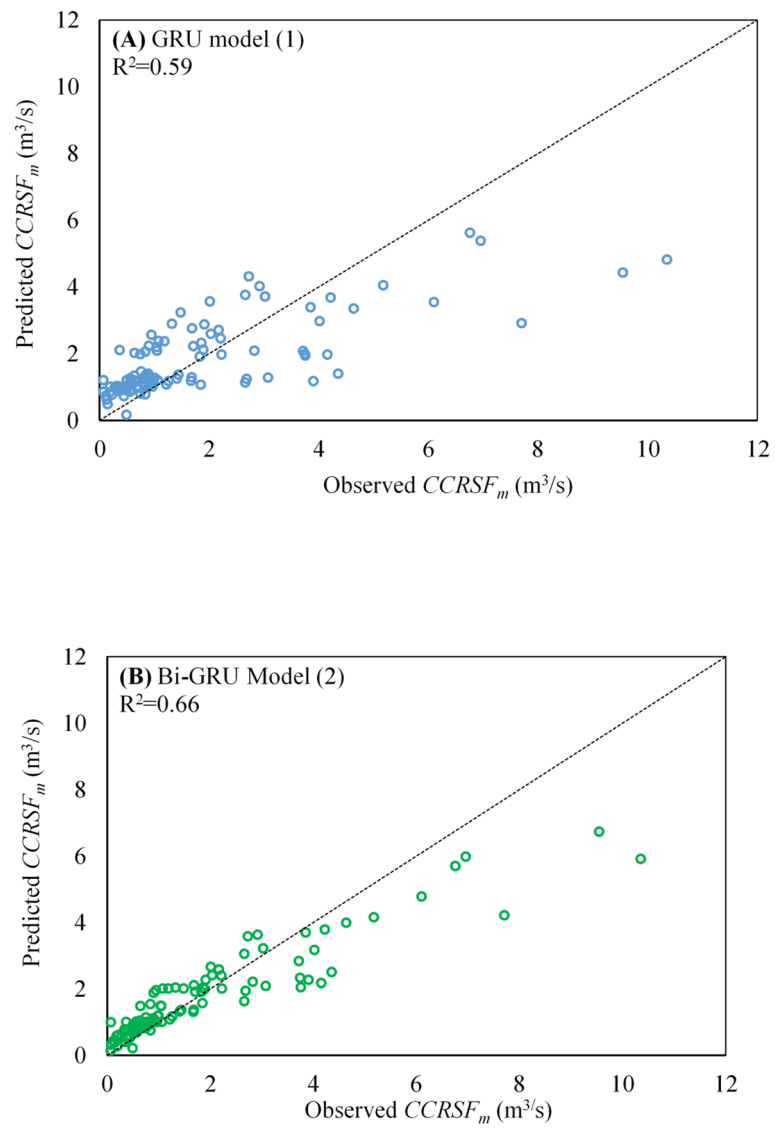 (A) GRU model (1)
R²=0.59
12
10
8
6
4
2
0
Predicted CCRSFₘ (m³/s)
0 2 4 6 8 10 12
Observed CCRSFₘ (m³/s)
(B) Bi-GRU Model (2)
R²=0.66
12
10
8
6
4
2
0
Predicted CCRSFₘ (m³/s)
0 2 4 6 8 10 12
Observed CCRSFₘ (m³/s)